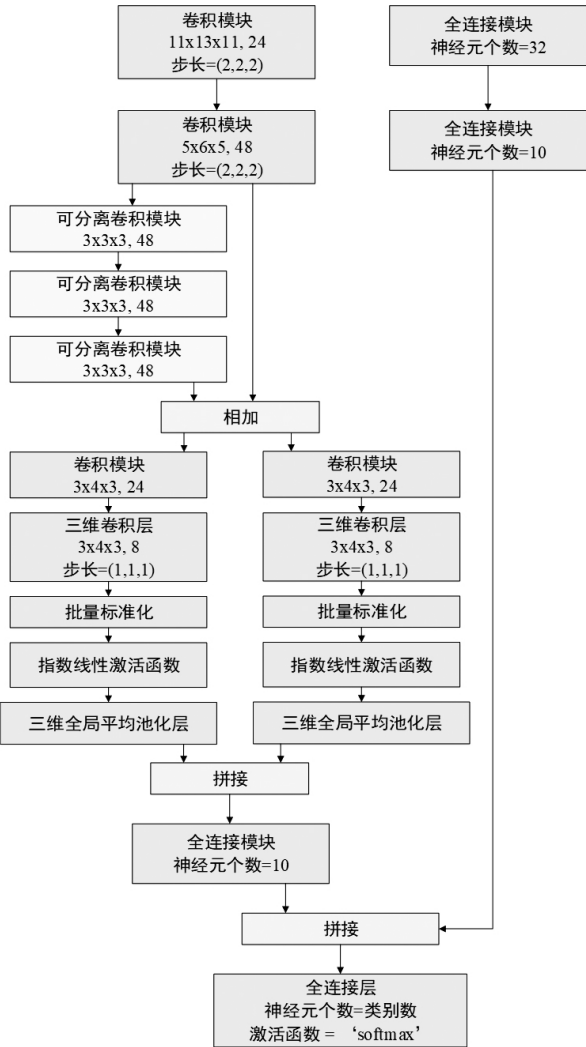 卷积模块
11x13x11, 24
步长=(2,2,2)
全连接模块
神经元个数=32
卷积模块
5x6x5, 48
步长=(2,2,2)
全连接模块
神经元个数=10
可分离卷积模块
3x3x3, 48
可分离卷积模块
3x3x3, 48
可分离卷积模块
3x3x3, 48
相加
卷积模块
3x4x3, 24
卷积模块
3x4x3, 24
三维卷积层
3x4x3, 8
步长=(1,1,1)
三维卷积层
3x4x3, 8
步长=(1,1,1)
批量标准化
批量标准化
指数线性激活函数
指数线性激活函数
三维全局平均池化层
三维全局平均池化层
拼接
全连接模块
神经元个数=10
拼接
全连接层
神经元个数=类别数
激活函数 = ‘softmax’